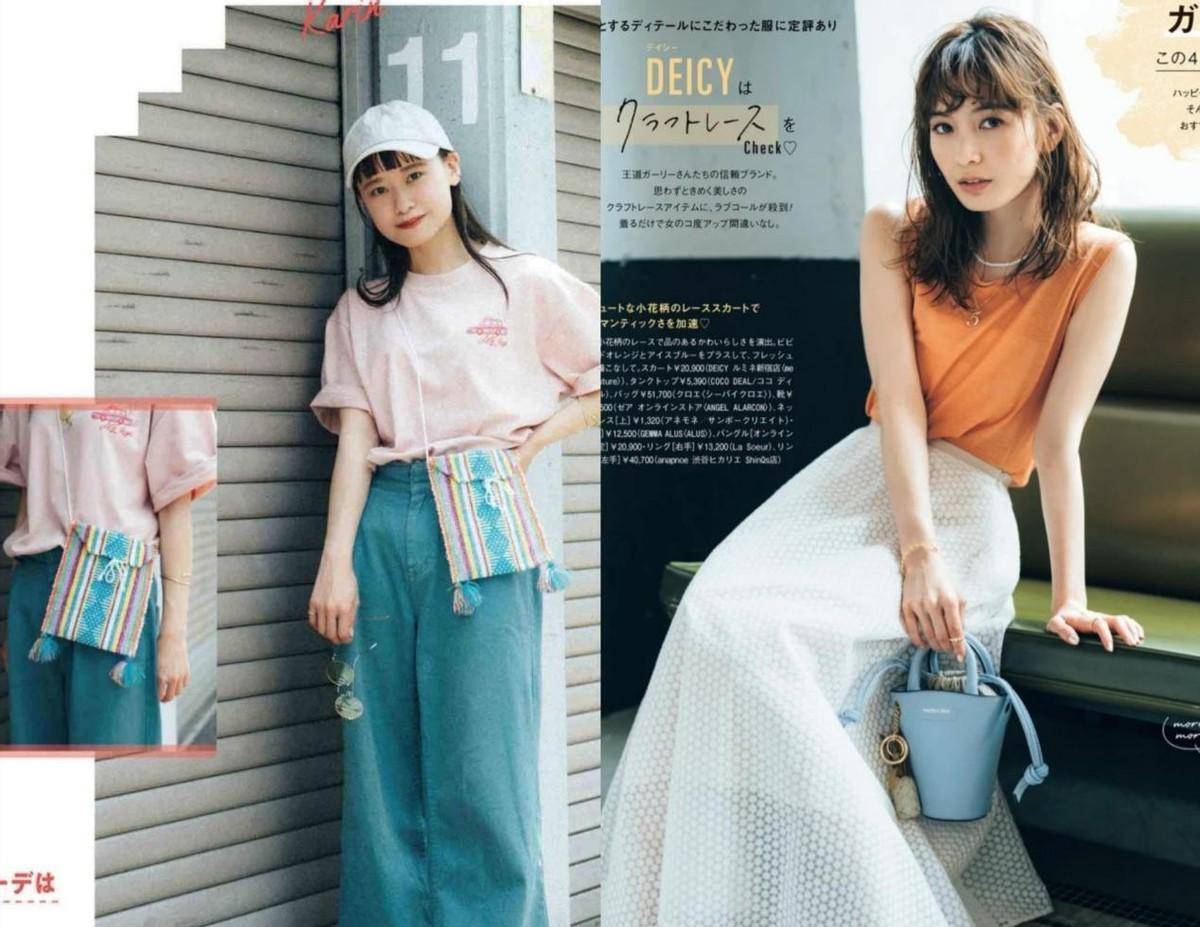 Karin
11
ーデは
とするディテールにこだわった服に定評あり
デイシー
DEICYは
クラフトレースを
Check♡
王道ガーリーさんたちの信頼ブランド。
思わずときめく美しさの
クラフトレースアイテムに、ラブコールが殺到!
着るだけで女のコ度アップ間違いなし。
ュートな小花柄のレーススカートで
マンティックさを加速♡
小花柄のレースで品のあるかわいらしさを演出。ビビ
ドオレンジとアイスブルーをプラスして、フレッシュ
こなして。スカート¥20,900(DEICY ルミネ新宿店(me
ture))、タンクトップ¥5,390(COCO DEAL/ココ ディ
ル)、バッグ¥51,700(クロエ(シーバイクロエ))、靴¥
500(ゼア オンラインストア(ANGEL ALARCON))、ネッ
レス[上]¥1,320(アネモネ/サンポークリエイト)・
]¥12,500(GEMMA ALUS(ALUS))、バングル[オンライン
]¥20,900・リング[右手]¥13,200(La Soeur)、リン
左手]¥40,700(anapnoe 渋谷ヒカリエ ShinQs店)
ガ
この4
ハッピ
そん
おす
more
mor